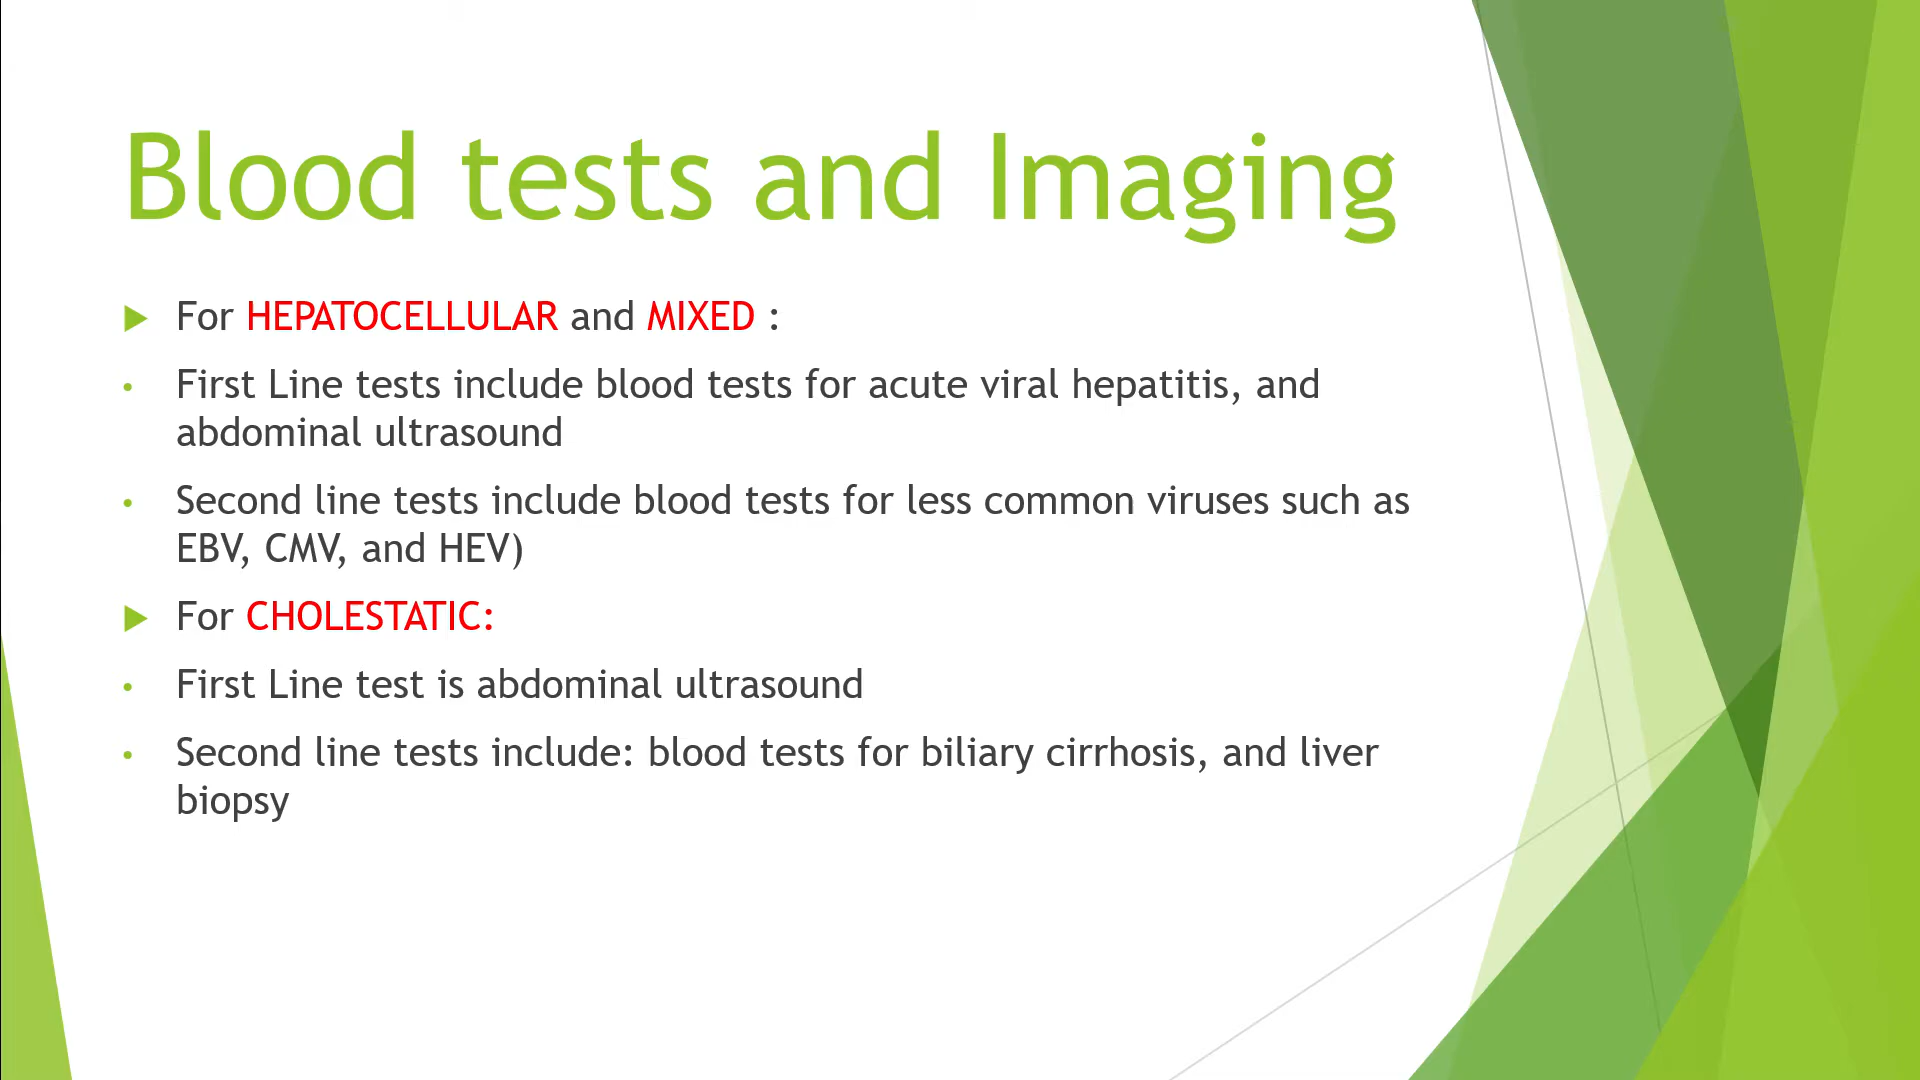 Blood tests and Imaging
For HEPATOCELLULAR and MIXED :
First Line tests include blood tests for acute viral hepatitis, and
abdominal ultrasound
Second line tests include blood tests for less common viruses such as
EBV, CMV, and HEV)
For CHOLESTATIC:
First Line test is abdominal ultrasound
Second line tests include: blood tests for biliary cirrhosis, and liver
biopsy